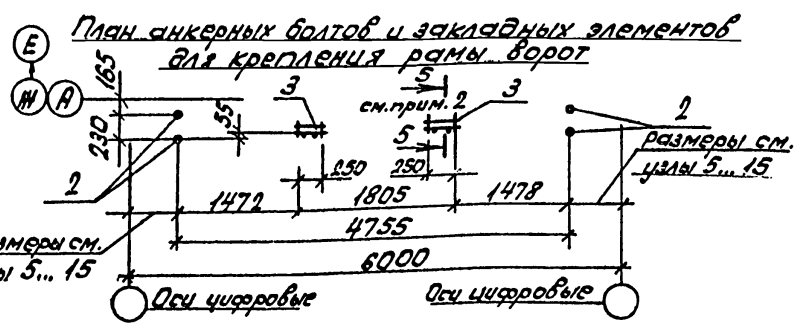 План анкерных болтов и закладных элементов
для крепления рамы ворот
Е
Ж А
165
230
55
3
5
см.прим. 2
3
5
2
2
размеры см.
узлы 5... 15
250
250
1472
1805
1478
4755
6000
змеры см.
ы 5... 15
Оси цифровые
Оси цифровые